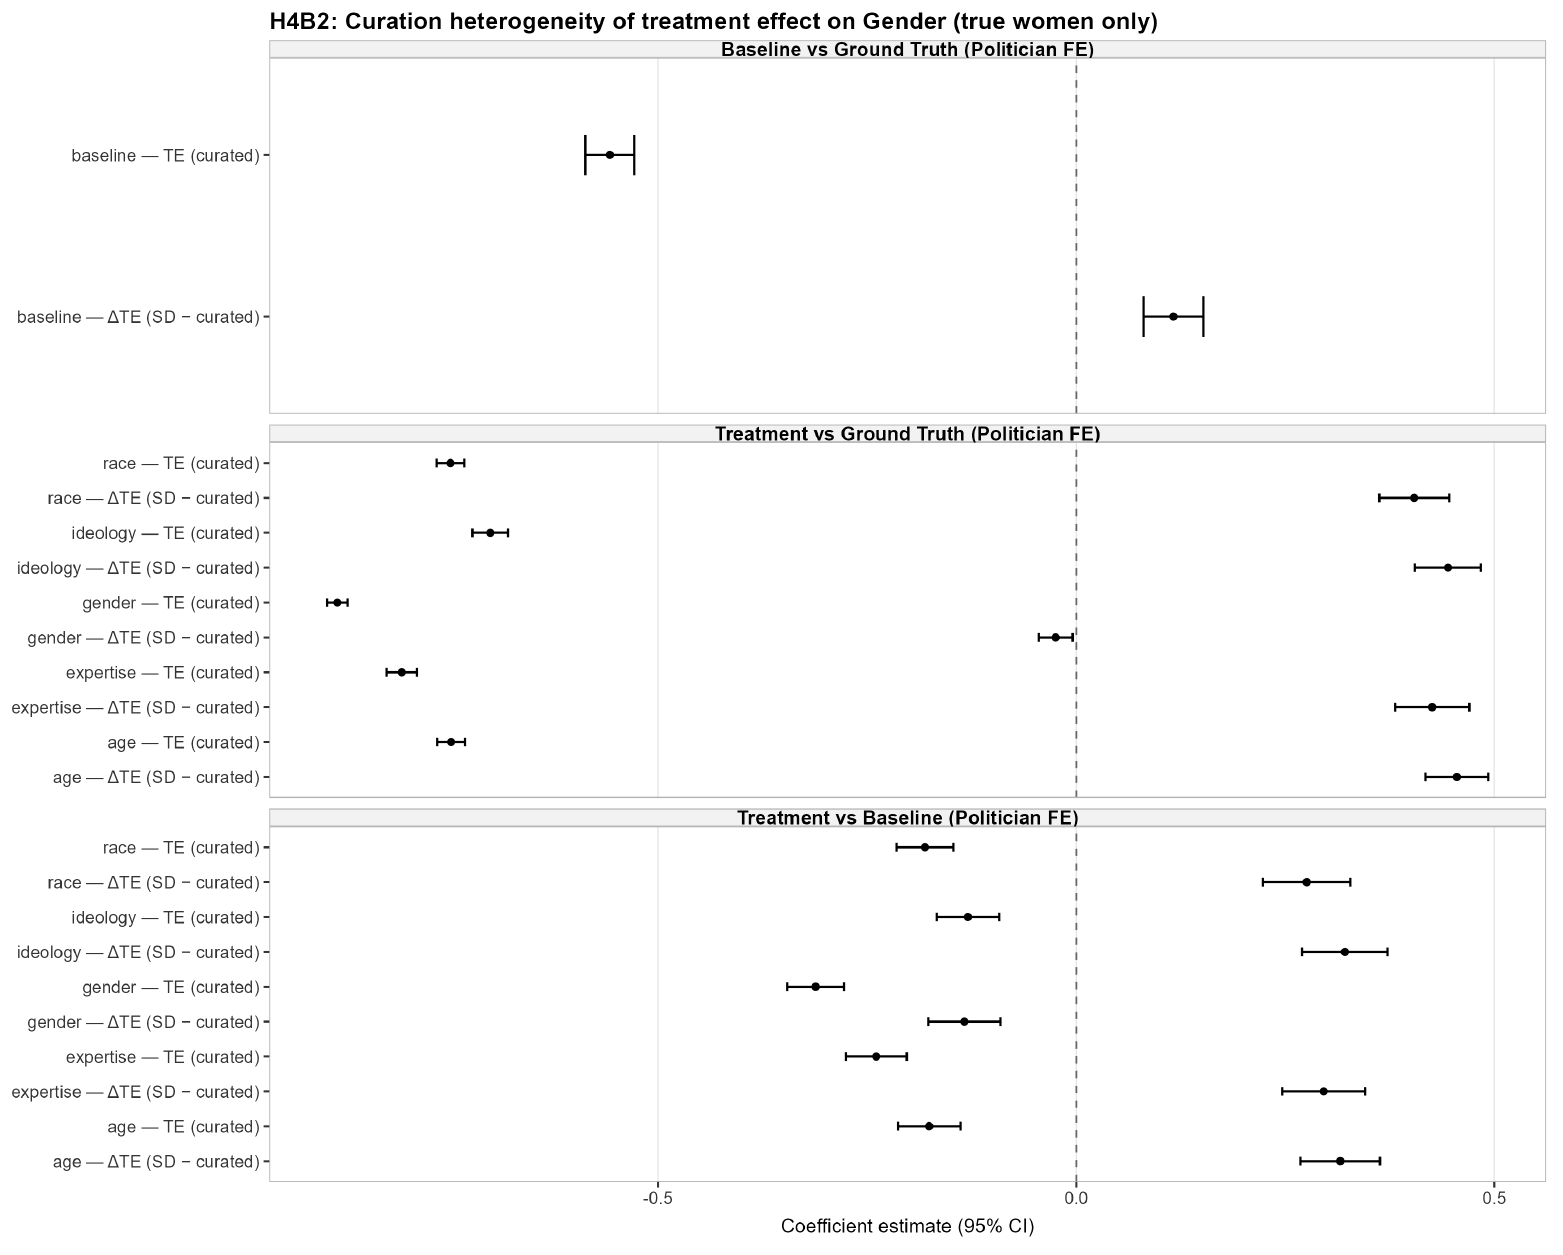 H4B2: Curation heterogeneity of treatment effect on Gender (true women only)
Baseline vs Ground Truth (Politician FE)
baseline — TE (curated)
baseline — ΔTE (SD − curated)
Treatment vs Ground Truth (Politician FE)
race — TE (curated)
race — ΔTE (SD − curated)
ideology — TE (curated)
ideology — ΔTE (SD − curated)
gender — TE (curated)
gender — ΔTE (SD − curated)
expertise — TE (curated)
expertise — ΔTE (SD − curated)
age — TE (curated)
age — ΔTE (SD − curated)
Treatment vs Baseline (Politician FE)
race — TE (curated)
race — ΔTE (SD − curated)
ideology — TE (curated)
ideology — ΔTE (SD − curated)
gender — TE (curated)
gender — ΔTE (SD − curated)
expertise — TE (curated)
expertise — ΔTE (SD − curated)
age — TE (curated)
age — ΔTE (SD − curated)
-0.5 0.0 0.5
Coefficient estimate (95% CI)